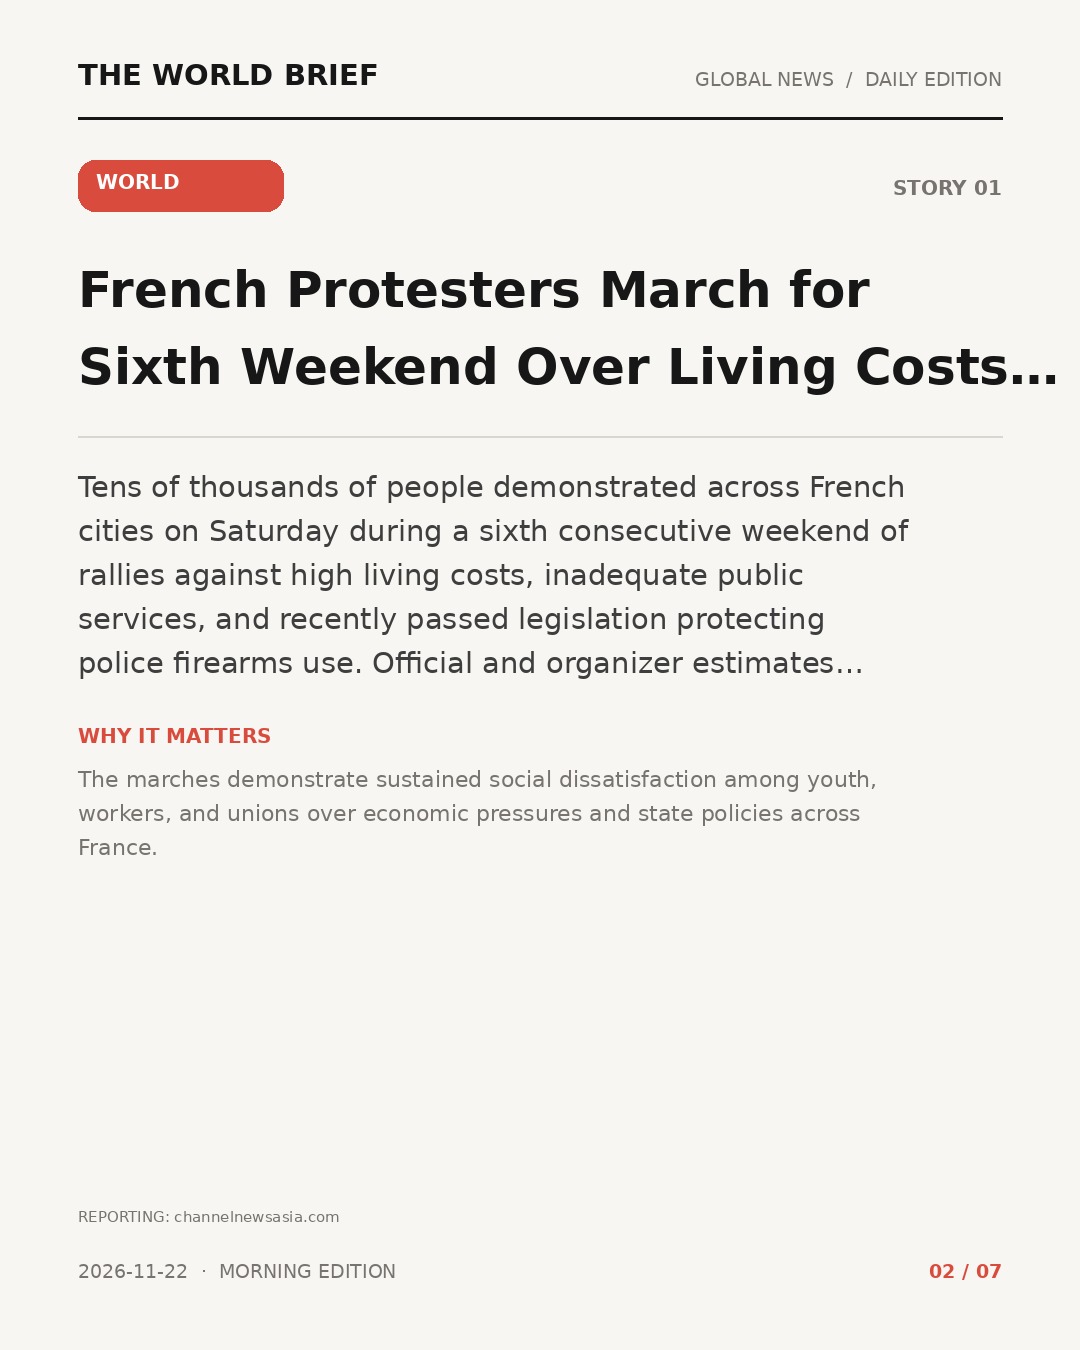 THE WORLD BRIEF
GLOBAL NEWS / DAILY EDITION
WORLD
STORY 01
French Protesters March for
Sixth Weekend Over Living Costs…
Tens of thousands of people demonstrated across French
cities on Saturday during a sixth consecutive weekend of
rallies against high living costs, inadequate public
services, and recently passed legislation protecting
police firearms use. Official and organizer estimates…
WHY IT MATTERS
The marches demonstrate sustained social dissatisfaction among youth,
workers, and unions over economic pressures and state policies across
France.
REPORTING: channelnewsasia.com
2026-11-22 · MORNING EDITION
02 / 07